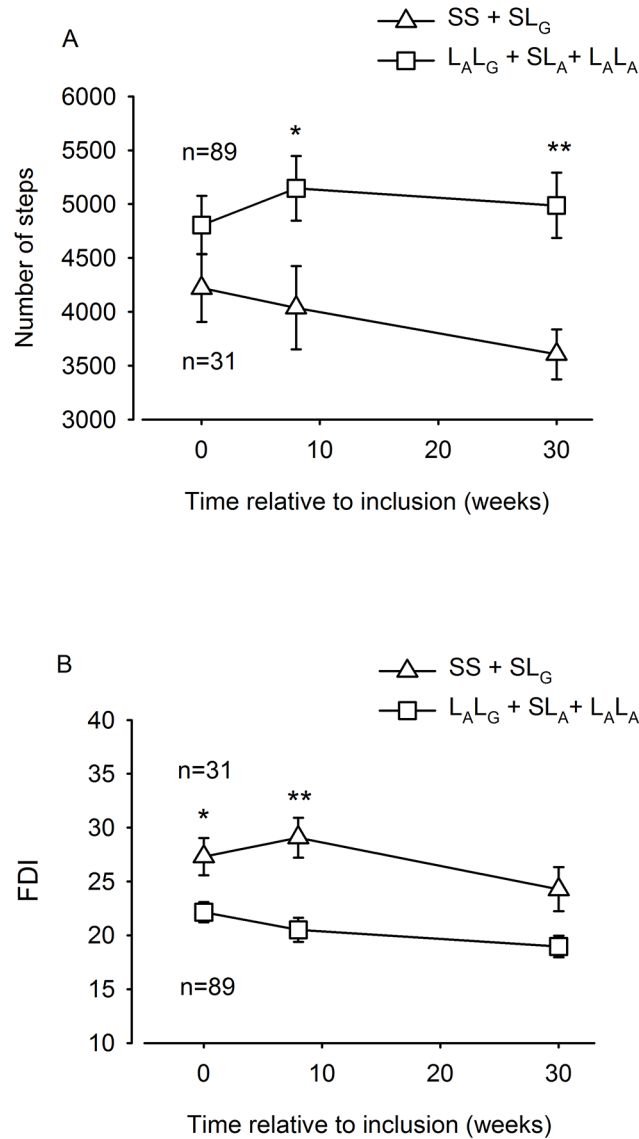 A
SS + SL_G
L_AL_G + SL_A+ L_AL_A
6000
5500
5000
4500
4000
3500
3000
Number of steps
n=89
*
**
n=31
0 10 20 30
Time relative to inclusion (weeks)
B
SS + SL_G
L_AL_G + SL_A+ L_AL_A
40
35
30
25
20
15
10
FDI
n=31
*
**
n=89
0 10 20 30
Time relative to inclusion (weeks)